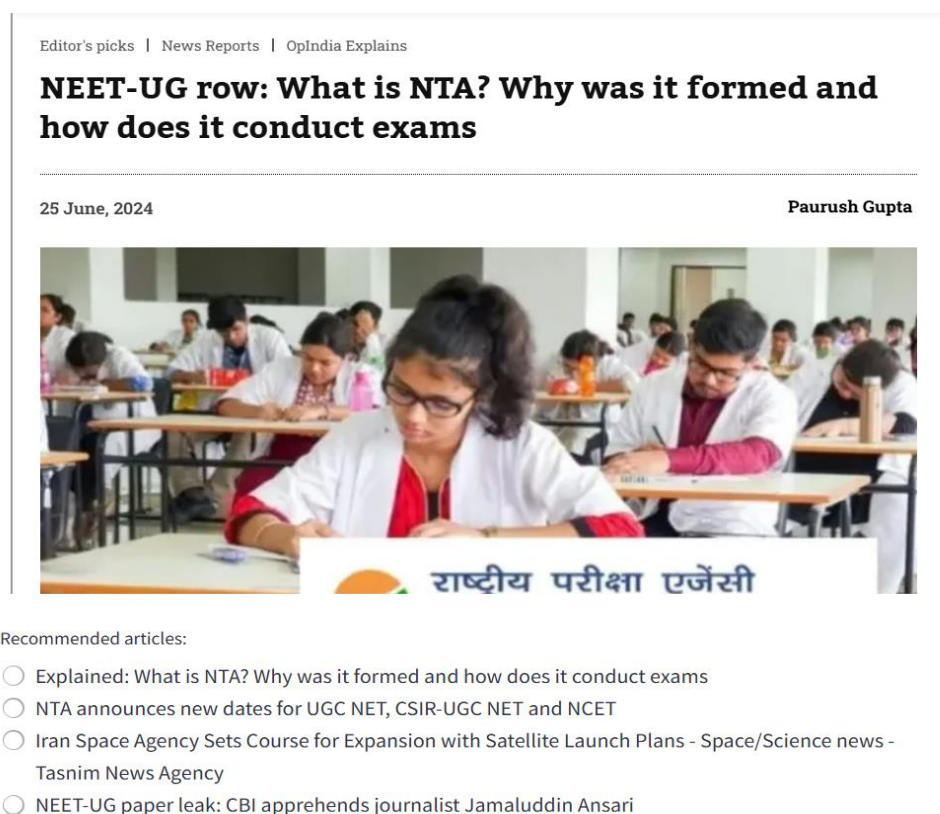 Editor's picks | News Reports | OpIndia Explains
NEET-UG row: What is NTA? Why was it formed and
how does it conduct exams
25 June, 2024
Paurush Gupta
राष्ट्रीय परीक्षा एजेंसी
Recommended articles:
Explained: What is NTA? Why was it formed and how does it conduct exams
NTA announces new dates for UGC NET, CSIR-UGC NET and NCET
Iran Space Agency Sets Course for Expansion with Satellite Launch Plans - Space/Science news -
Tasnim News Agency
NEET-UG paper leak: CBI apprehends journalist Jamaluddin Ansari